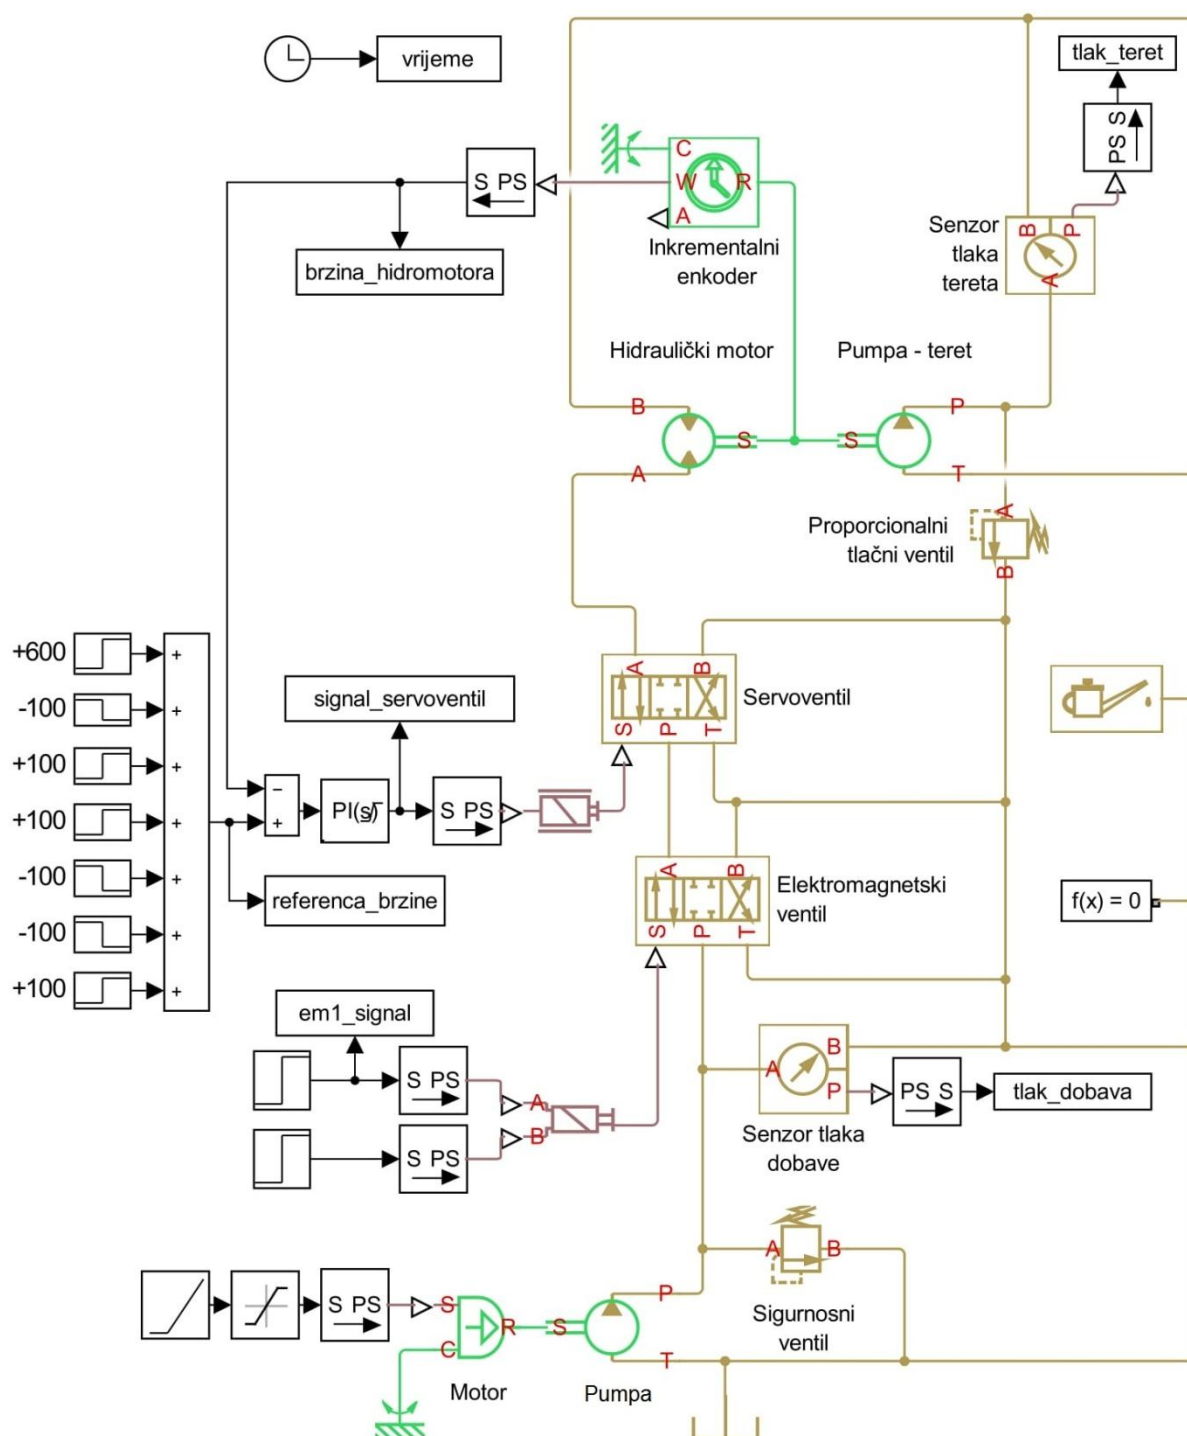 vrijeme
tlak_teret
PS S
S PS
C
W
R
A
Inkrementalni
enkoder
brzina_hidromotora
B
P
A
Senzor
tlaka
tereta
Hidraulički motor
Pumpa - teret
B
P
S
S
A
T
A
Proporcionalni
tlačni ventil
B
+600
+
-100
+
+100
+
+100
+
-100
+
-100
+
+100
+
signal_servoventil
−
+
S PS
A
B
S
P
T
Servoventil
referenca_brzine
A
B
S
P
T
Elektromagnetski
ventil
f(x) = 0
em1_signal
S PS
A
S PS
B
A
B
P
PS S
tlak_dobava
Senzor tlaka
dobave
A
B
Sigurnosni
ventil
S PS
S
R
C
S
P
T
Motor
Pumpa